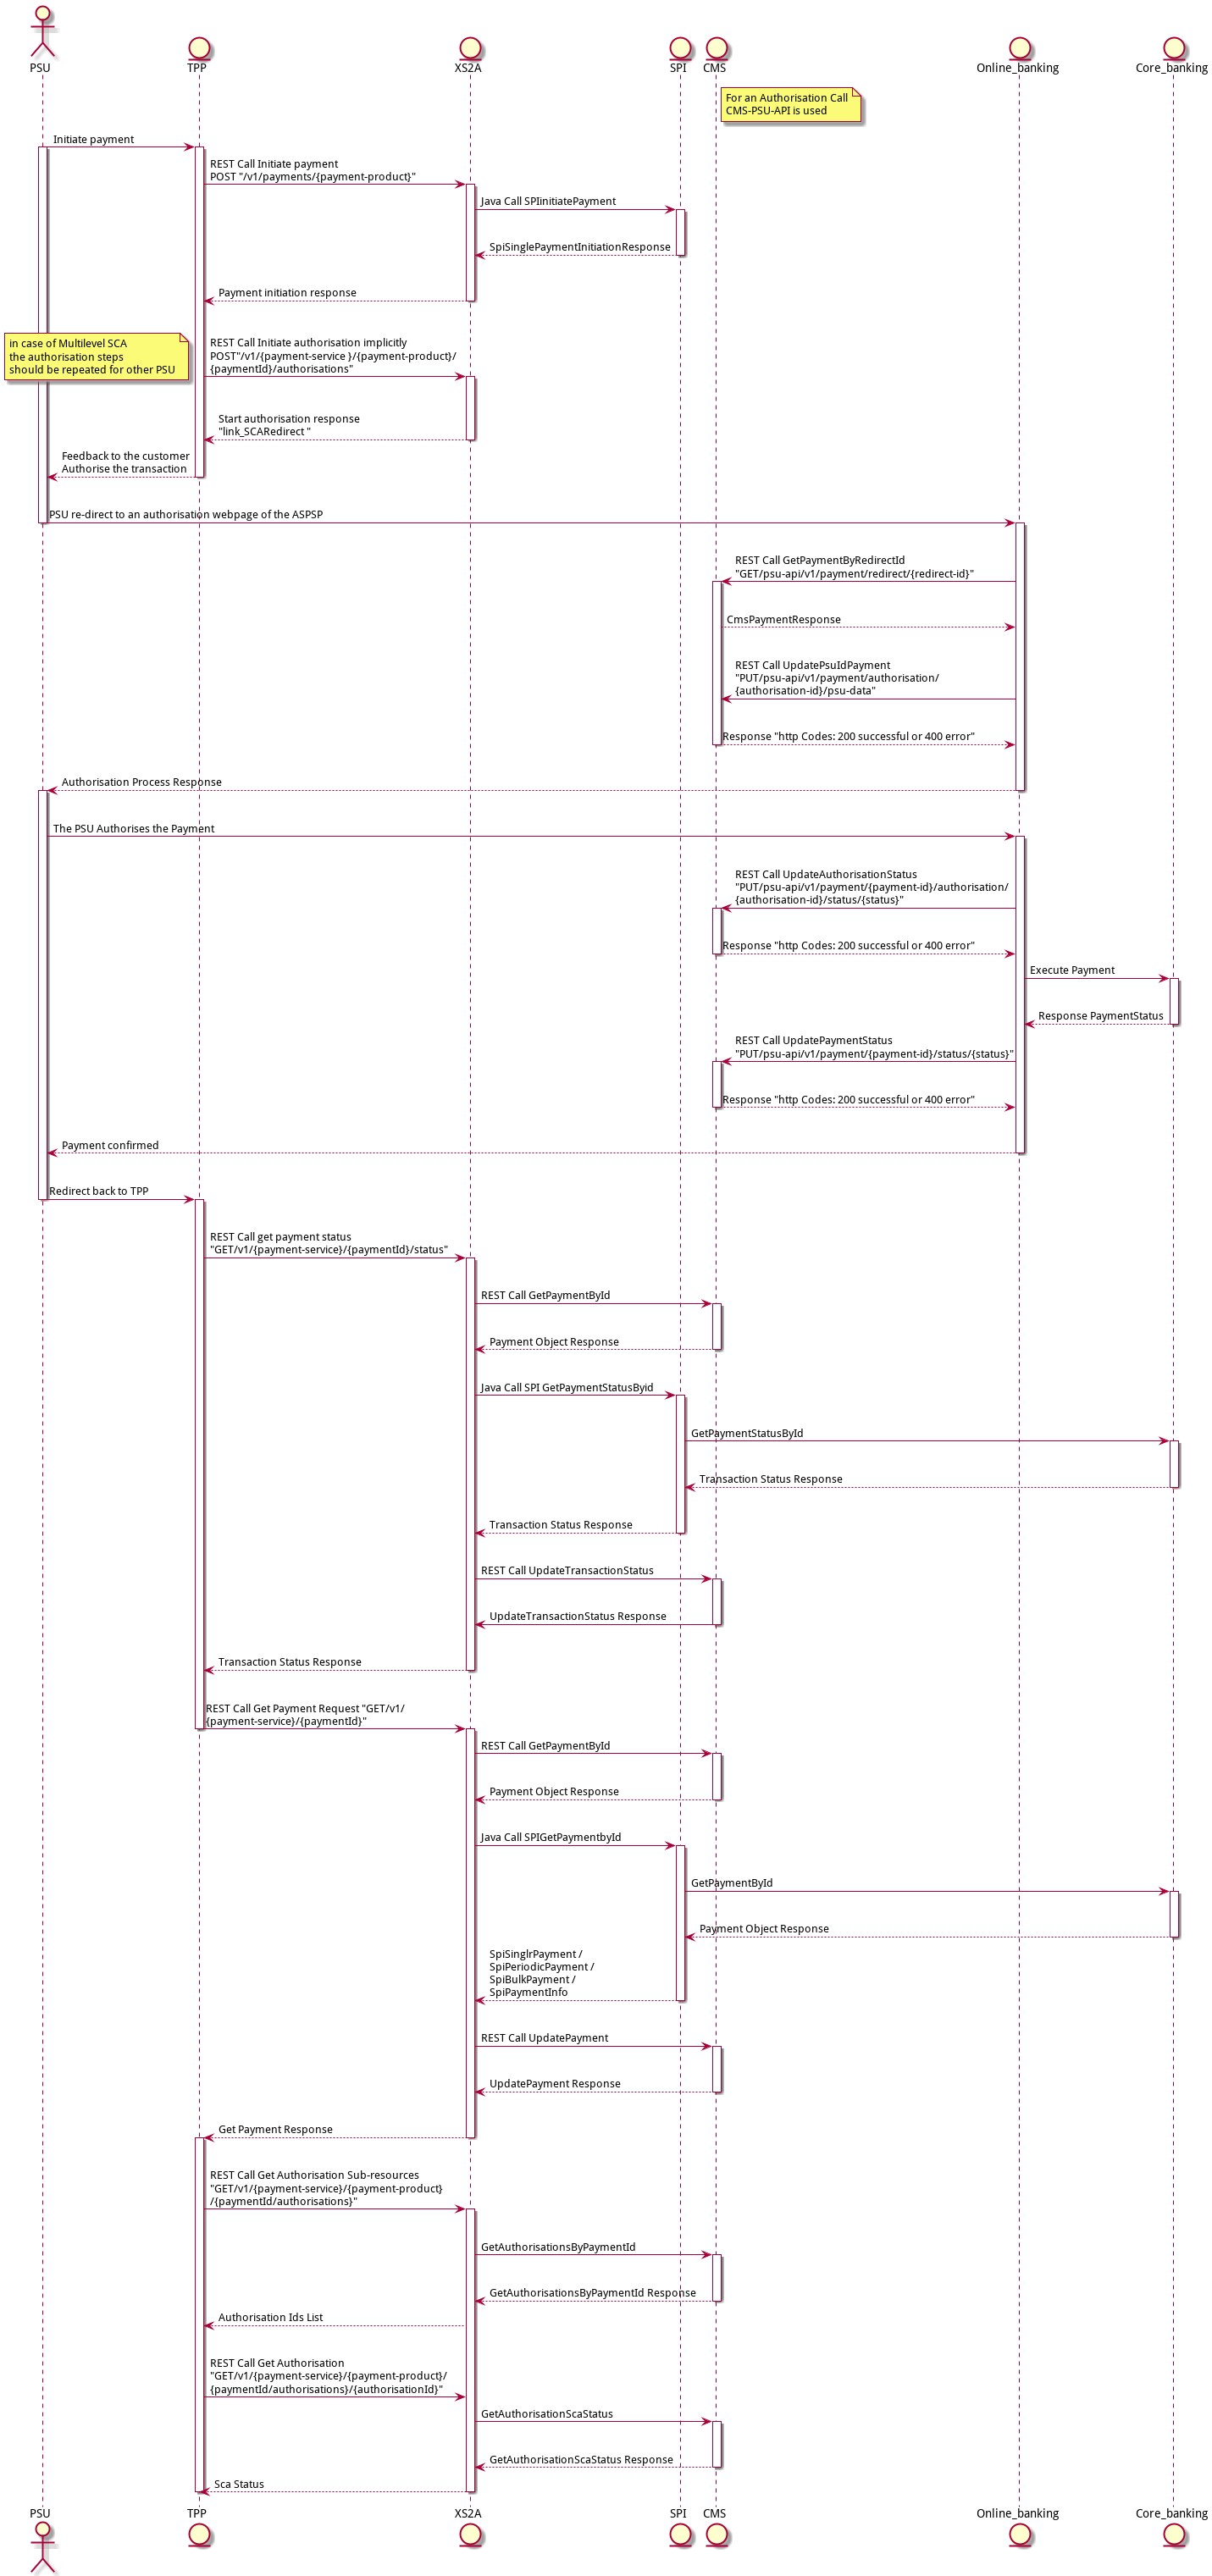 PSU
TPP
XS2A
SPI
CMS
Online_banking
Core_banking
For an Authorisation Call
CMS-PSU-API is used
Initiate payment
REST Call Initiate payment
POST "/v1/payments/{payment-product}"
Java Call SPIinitiatePayment
SpiSinglePaymentInitiationResponse
Payment initiation response
in case of Multilevel SCA
the authorisation steps
should be repeated for other PSU
REST Call Initiate authorisation implicitly
POST"/v1/{payment-service }/{payment-product}/
{paymentId}/authorisations"
Start authorisation response
"link_SCARedirect "
Feedback to the customer
Authorise the transaction
PSU re-direct to an authorisation webpage of the ASPSP
REST Call GetPaymentByRedirectId
"GET/psu-api/v1/payment/redirect/{redirect-id}"
CmsPaymentResponse
REST Call UpdatePsuIdPayment
"PUT/psu-api/v1/payment/authorisation/
{authorisation-id}/psu-data"
Response "http Codes: 200 successful or 400 error"
Authorisation Process Response
The PSU Authorises the Payment
REST Call UpdateAuthorisationStatus
"PUT/psu-api/v1/payment/{payment-id}/authorisation/
{authorisation-id}/status/{status}"
Response "http Codes: 200 successful or 400 error"
Execute Payment
Response PaymentStatus
REST Call UpdatePaymentStatus
"PUT/psu-api/v1/payment/{payment-id}/status/{status}"
Response "http Codes: 200 successful or 400 error"
Payment confirmed
Redirect back to TPP
REST Call get payment status
"GET/v1/{payment-service}/{paymentId}/status"
REST Call GetPaymentById
Payment Object Response
Java Call SPI GetPaymentStatusByid
GetPaymentStatusById
Transaction Status Response
Transaction Status Response
REST Call UpdateTransactionStatus
UpdateTransactionStatus Response
Transaction Status Response
REST Call Get Payment Request "GET/v1/
{payment-service}/{paymentId}"
REST Call GetPaymentById
Payment Object Response
Java Call SPIGetPaymentbyId
GetPaymentById
Payment Object Response
SpiSinglrPayment /
SpiPeriodicPayment /
SpiBulkPayment /
SpiPaymentInfo
REST Call UpdatePayment
UpdatePayment Response
Get Payment Response
REST Call Get Authorisation Sub-resources
"GET/v1/{payment-service}/{payment-product}
/{paymentId/authorisations}"
GetAuthorisationsByPaymentId
GetAuthorisationsByPaymentId Response
Authorisation Ids List
REST Call Get Authorisation
"GET/v1/{payment-service}/{payment-product}/
{paymentId/authorisations}/{authorisationId}"
GetAuthorisationScaStatus
GetAuthorisationScaStatus Response
Sca Status
PSU
TPP
XS2A
SPI
CMS
Online_banking
Core_banking